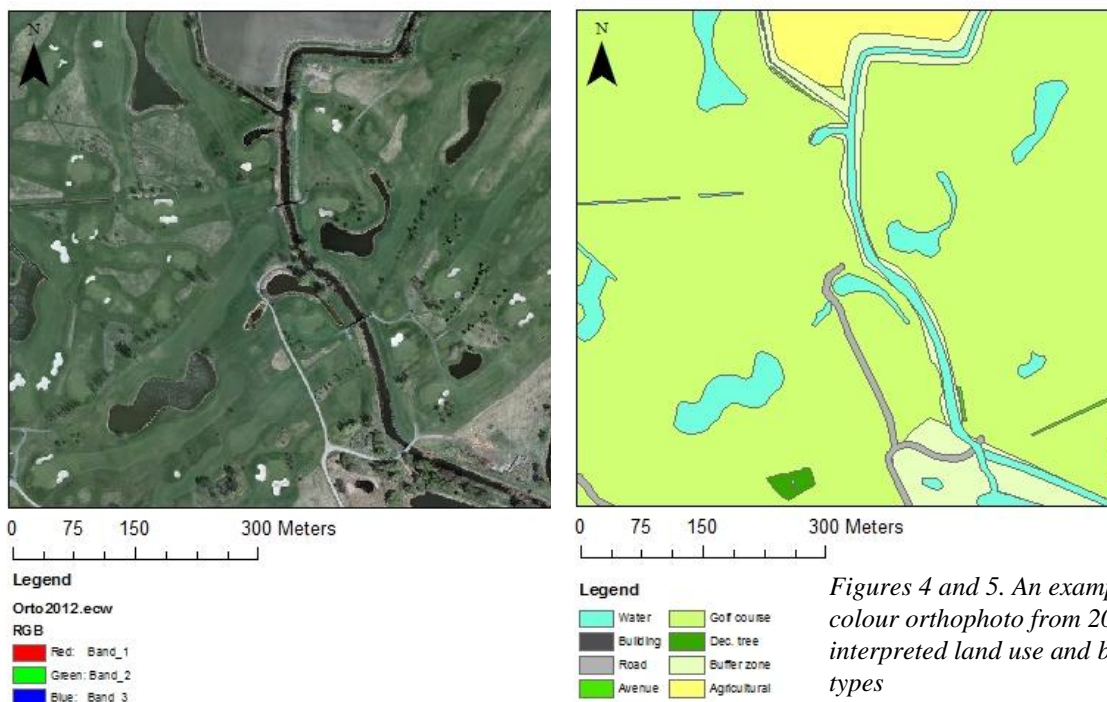 N
0 75 150 300 Meters
Legend
Orto2012.ecw
RGB
Red: Band_1
Green: Band_2
Blue: Band_3
N
0 75 150 300 Meters
Legend
Water
Building
Road
Avenue
Golf course
Dec. tree
Buffer zone
Agricultural
Figures 4 and 5. An examp
colour orthophoto from 20
interpreted land use and b
types